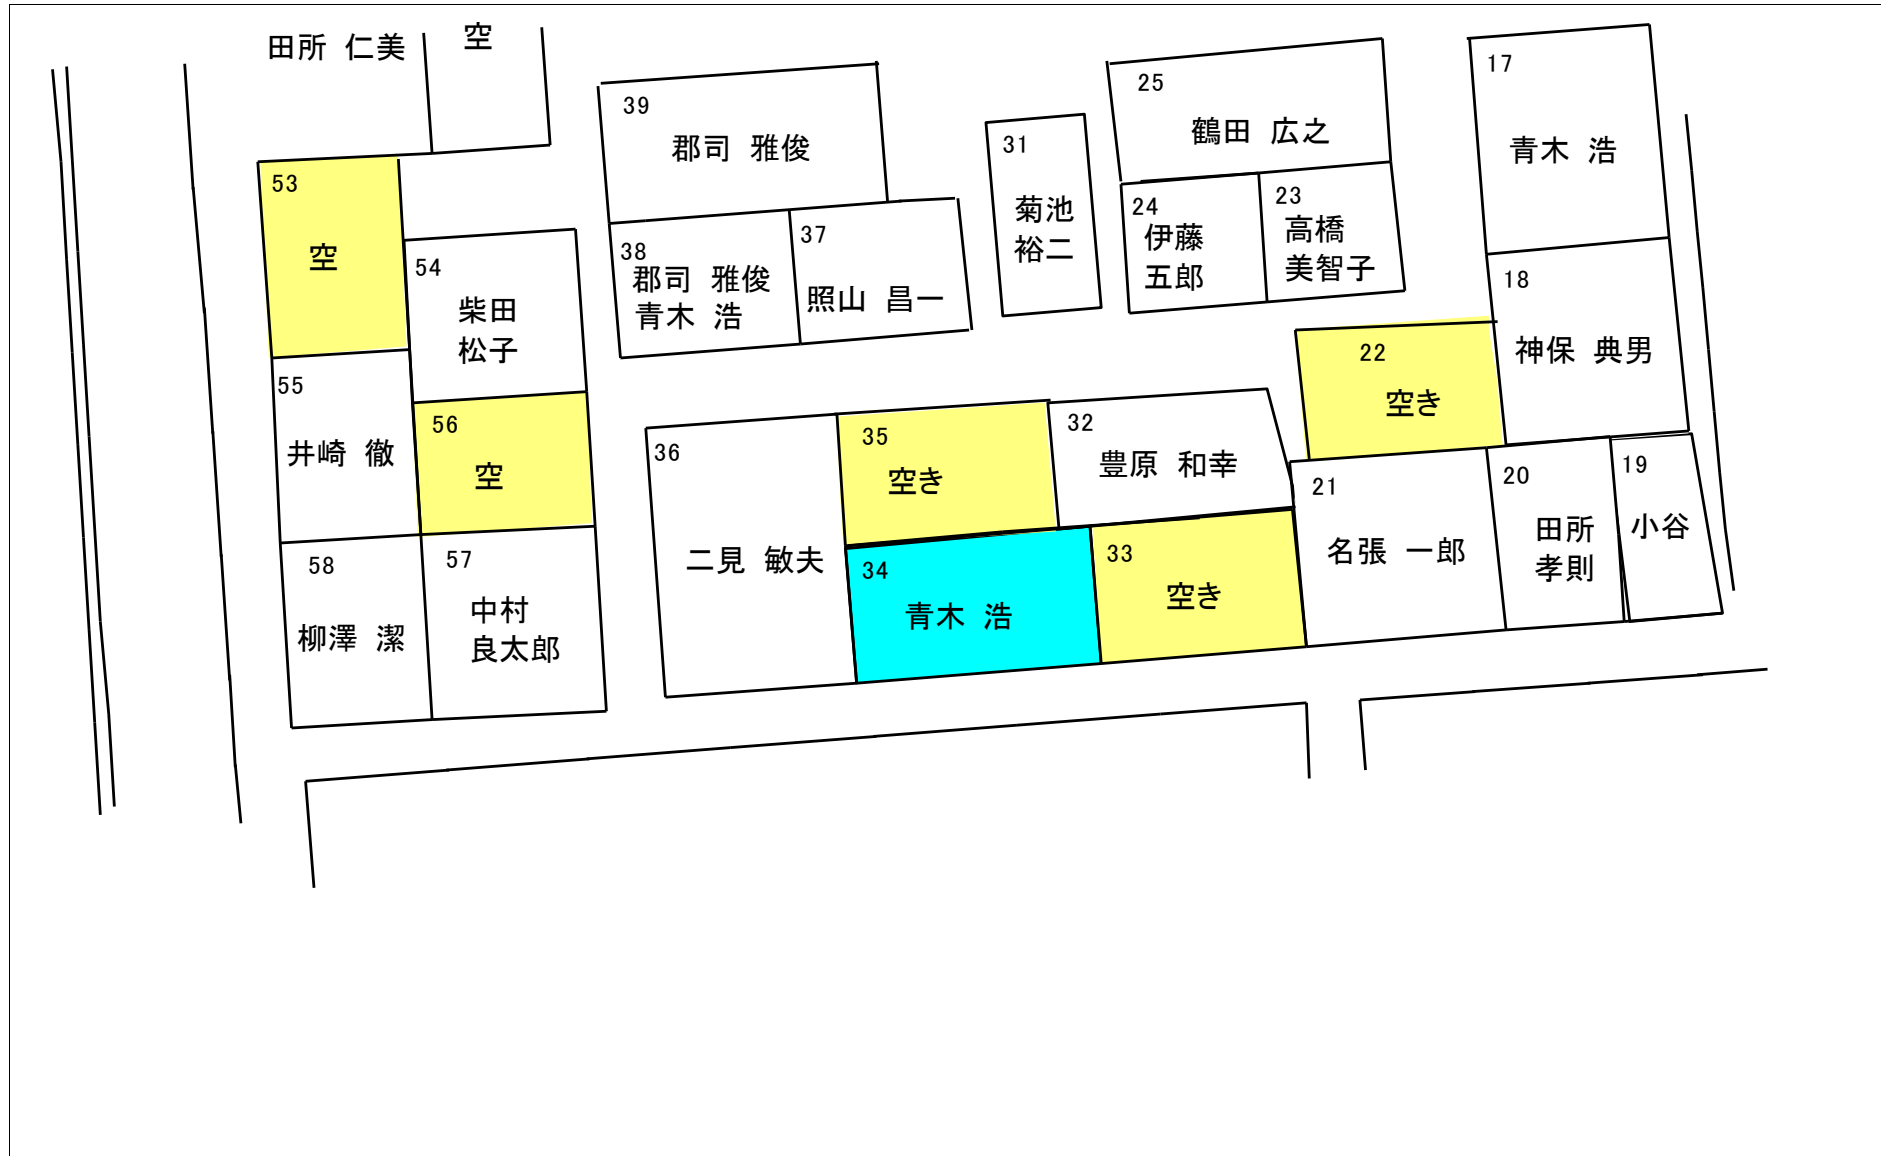 田所 仁美
空
53
空
54
柴田
松子
55
井崎 徹
56
空
58
柳澤 潔
57
中村
良太郎
39
郡司 雅俊
38
郡司 雅俊
青木 浩
37
照山 昌一
31
菊池
裕二
25
鶴田 広之
24
伊藤
五郎
23
高橋
美智子
17
青木 浩
18
神保 典男
22
空き
36
二見 敏夫
35
空き
32
豊原 和幸
34
青木 浩
33
空き
21
名張 一郎
20
田所
孝則
19
小谷